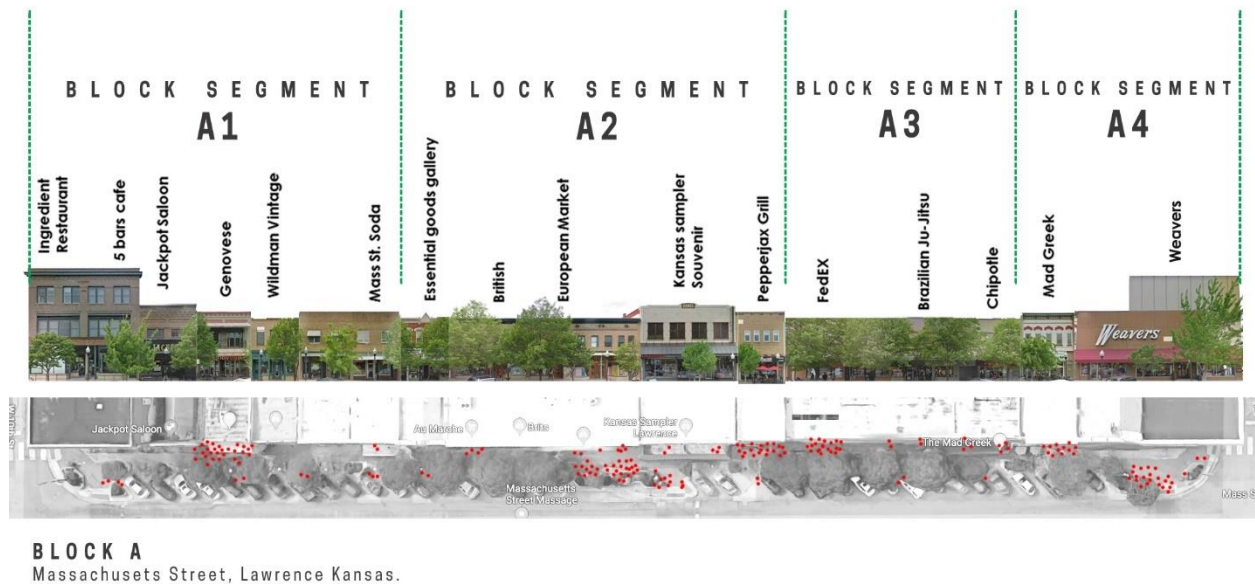 BLOCK SEGMENT
A1
BLOCK SEGMENT
A2
BLOCK SEGMENT
A3
BLOCK SEGMENT
A4
Ingredient
Restaurant
5 bars cafe
Jackpot Saloon
Genovese
Wildman Vintage
Mass St. Soda
Essential goods gallery
British
European Market
Kansas sampler
Souvenir
Pepperjax Grill
FedEX
Brazilian Ju-Jitsu
Chipotle
Mad Greek
Weavers
Weavers
Jackpot Saloon
Au Marche
Brits
Kansas Sampler
Lawrence
The Mad Greek
Massachusetts
Street Massage
Mass S
BLOCK A
Massachusets Street, Lawrence Kansas.